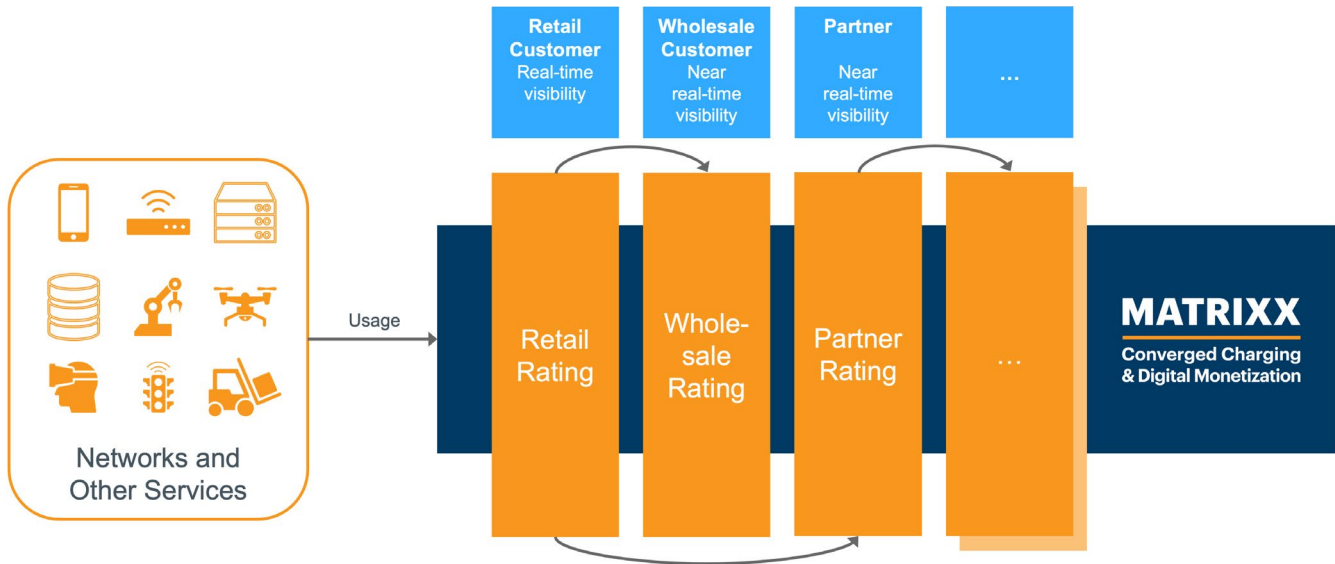 Retail
Customer
Real-time
visibility
Wholesale
Customer
Near
real-time
visibility
Partner
Near
real-time
visibility
...
Networks and
Other Services
Usage
Retail
Rating
Whole-
sale
Rating
Partner
Rating
...
MATRIXX
Converged Charging
& Digital Monetization